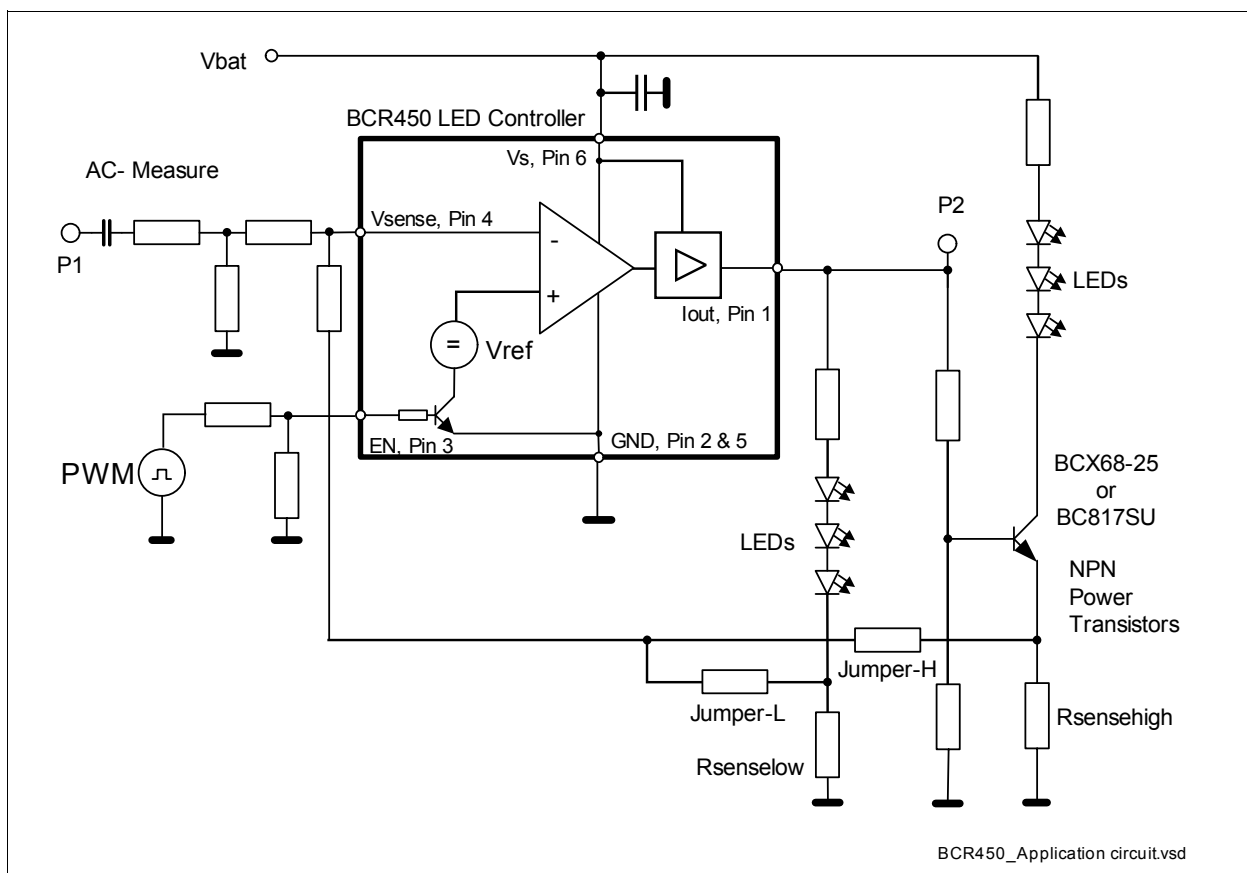 Vbat
BCR450 LED Controller
Vs, Pin 6
AC- Measure
P2
Vsense, Pin 4
P1
-
LEDs
+
Iout, Pin 1
=
Vref
EN, Pin 3
GND, Pin 2 & 5
PWM
BCX68-25
or
BC817SU
LEDs
NPN
Power
Transistors
Jumper-H
Jumper-L
Rsensehigh
Rsenselow
BCR450_Application circuit.vsd